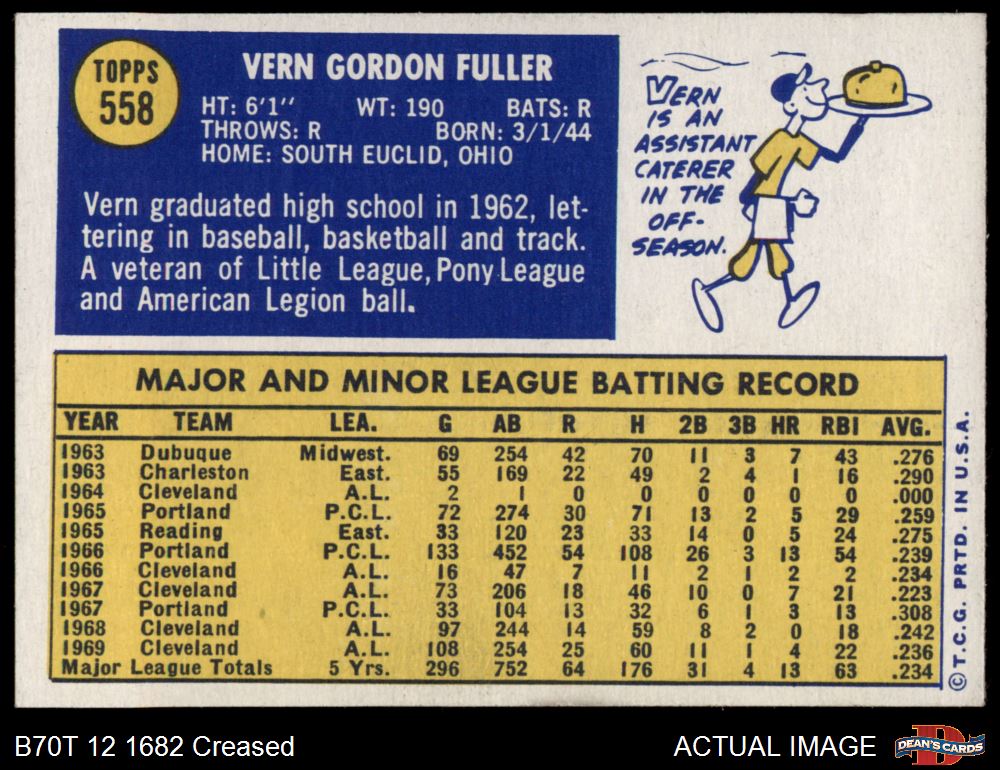 TOPPS
558
VERN GORDON FULLER
HT: 6'1" WT: 190 BATS: R
THROWS: R BORN: 3/1/44
HOME: SOUTH EUCLID, OHIO
Vern graduated high school in 1962, let-
tering in baseball, basketball and track.
A veteran of Little League, Pony League
and American Legion ball.
VERN
IS AN
ASSISTANT
CATERER
IN THE
OFF-
SEASON.
MAJOR AND MINOR LEAGUE BATTING RECORD
YEAR TEAM LEA. G AB R H 2B 3B HR RBI AVG.
1963 Dubuque Midwest. 69 254 42 70 11 3 7 43 .276
1963 Charleston East. 55 169 22 49 2 4 1 16 .290
1964 Cleveland A.L. 2 1 0 0 0 0 0 0 .000
1965 Portland P.C.L. 72 274 30 71 13 2 5 29 .259
1965 Reading East. 33 120 23 33 14 0 5 24 .275
1966 Portland P.C.L. 133 452 54 108 26 3 13 54 .239
1966 Cleveland A.L. 16 47 7 11 2 1 2 2 .234
1967 Cleveland A.L. 73 206 18 46 10 0 7 21 .223
1967 Portland P.C.L. 33 104 13 32 6 1 3 13 .308
1968 Cleveland A.L. 97 244 14 59 8 2 0 18 .242
1969 Cleveland A.L. 108 254 25 60 11 1 4 22 .236
Major League Totals 5 Yrs. 296 752 64 176 31 4 13 63 .234
©T.C.G. PRTD. IN U.S.A.
B70T 12 1682 Creased
ACTUAL IMAGE
D
DEAN'S CARDS